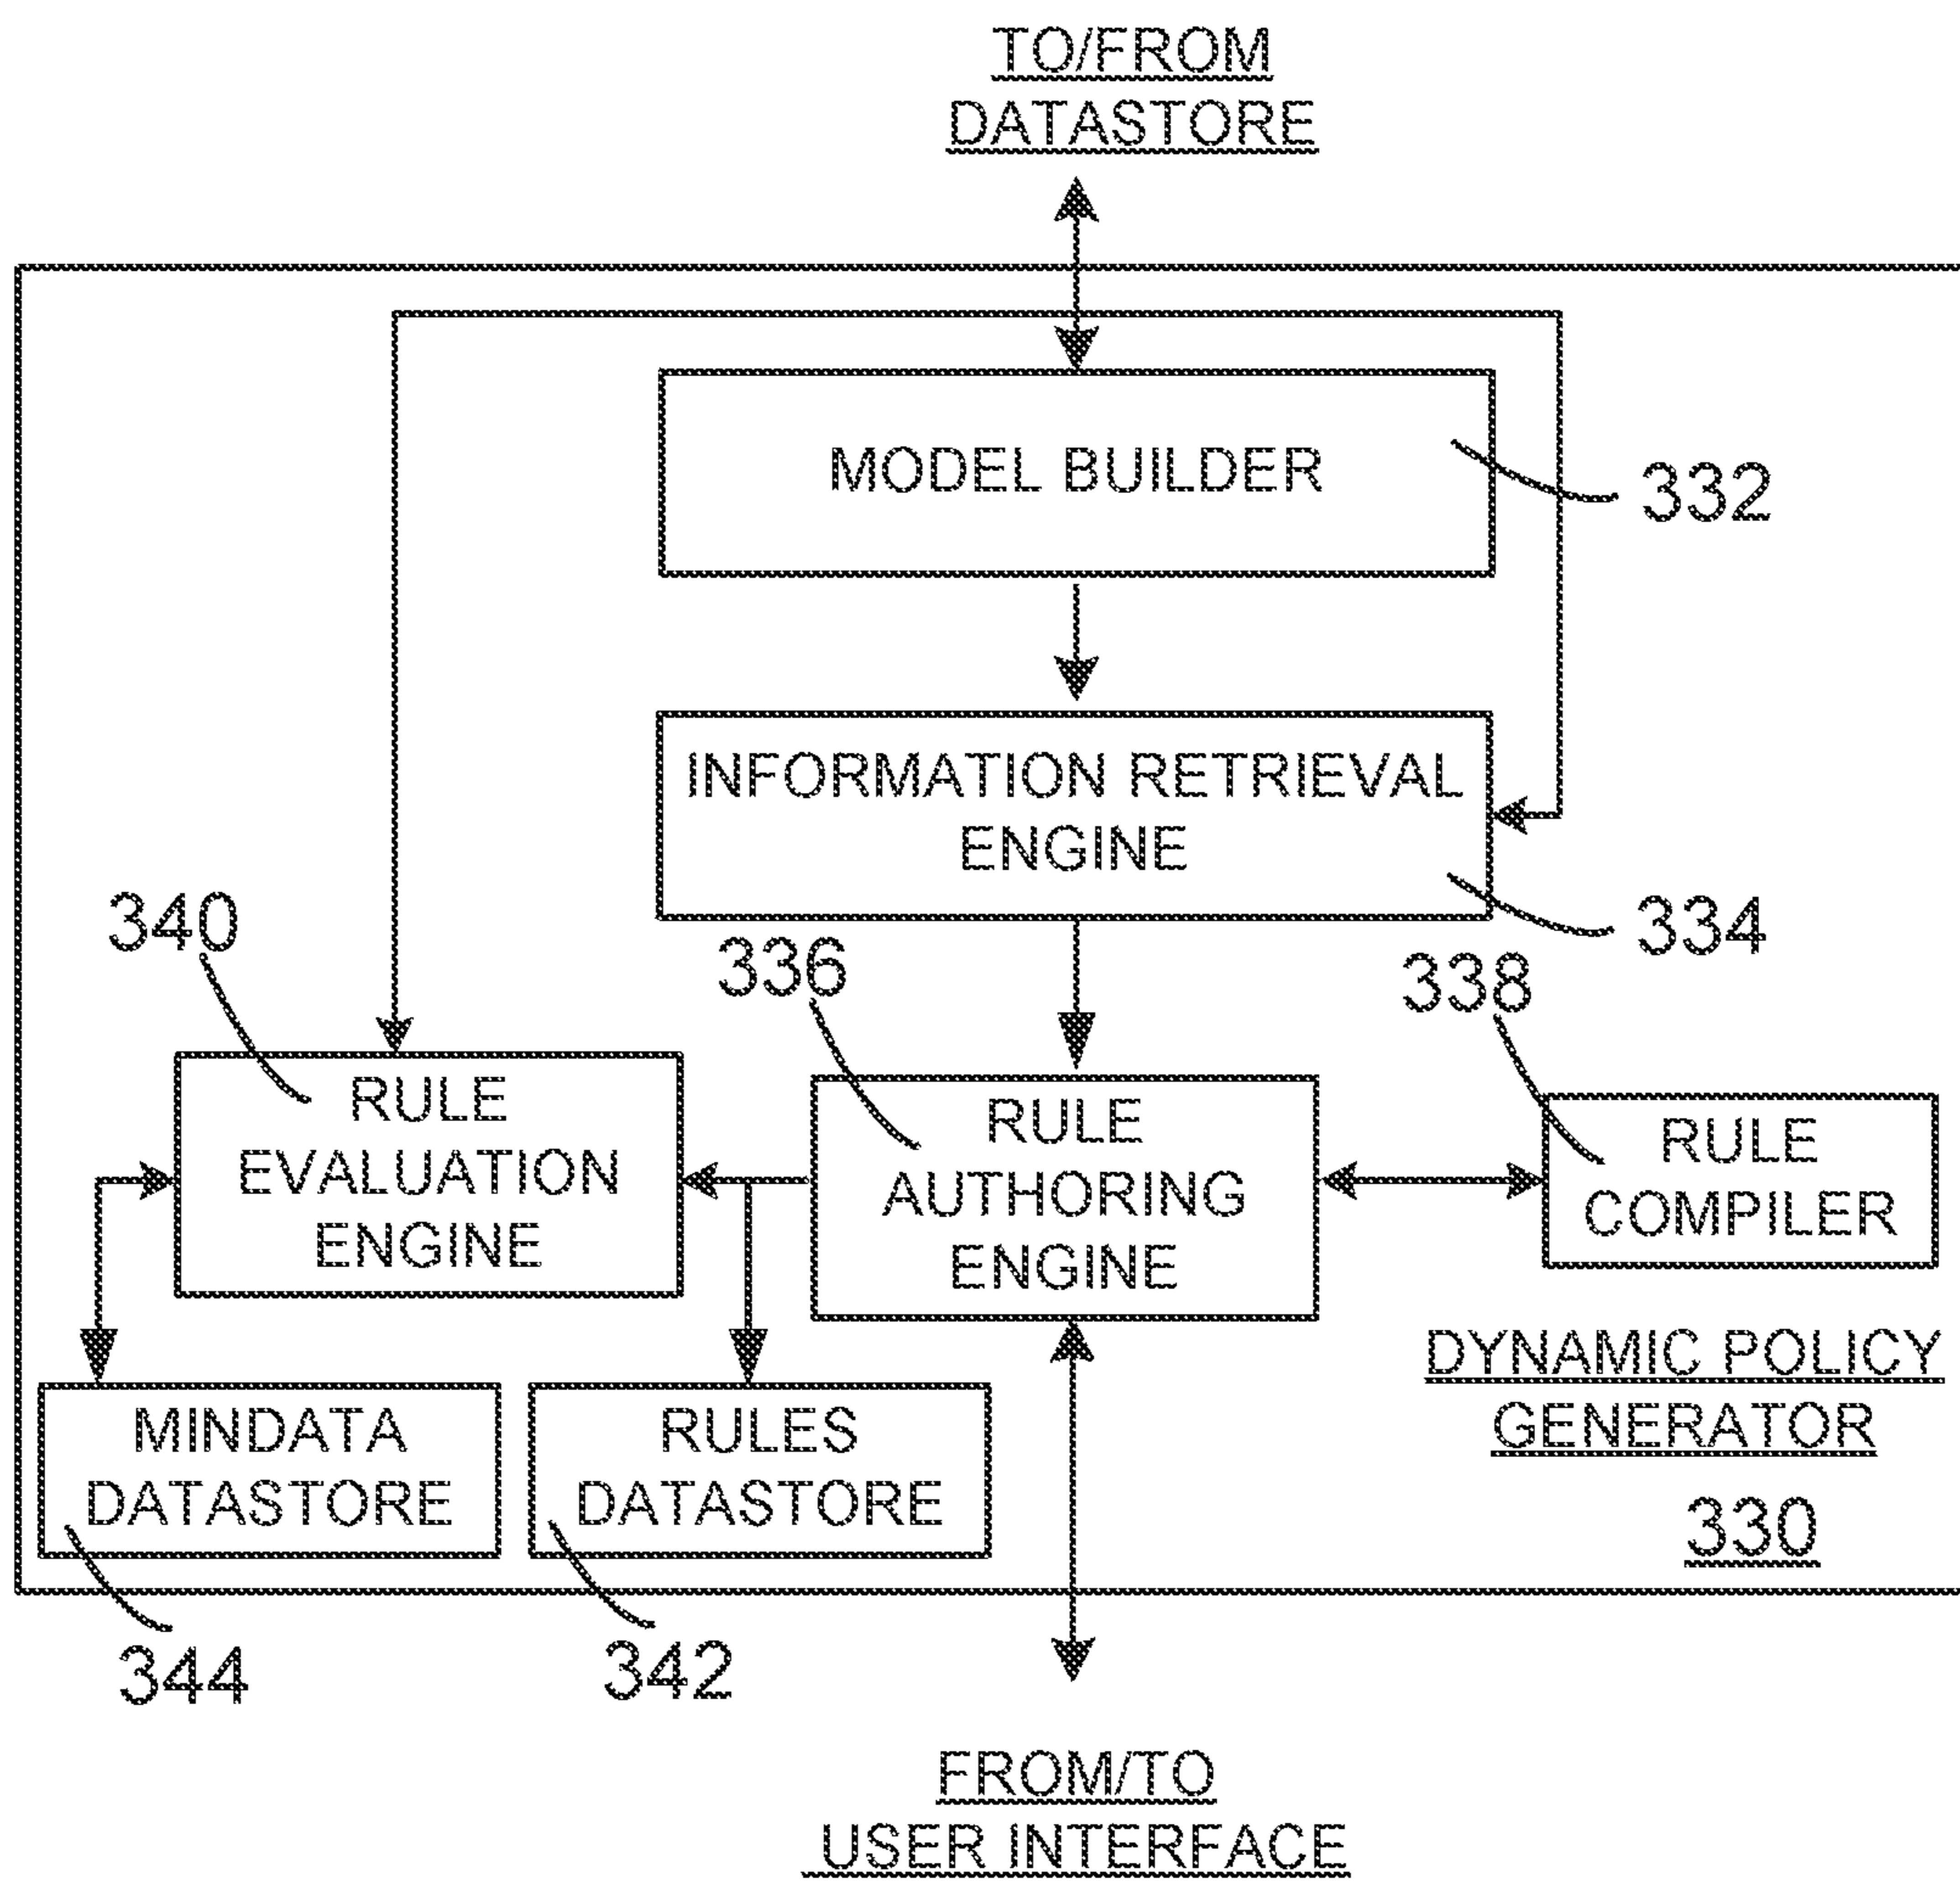 TO/FROM
DATASTORE
MODEL BUILDER
332
INFORMATION RETRIEVAL
ENGINE
334
340
336
338
RULE
EVALUATION
ENGINE
RULE
AUTHORING
ENGINE
RULE
COMPILER
DYNAMIC POLICY
GENERATOR
330
MINDATA
DATASTORE
RULES
DATASTORE
344
342
FROM/TO
USER INTERFACE